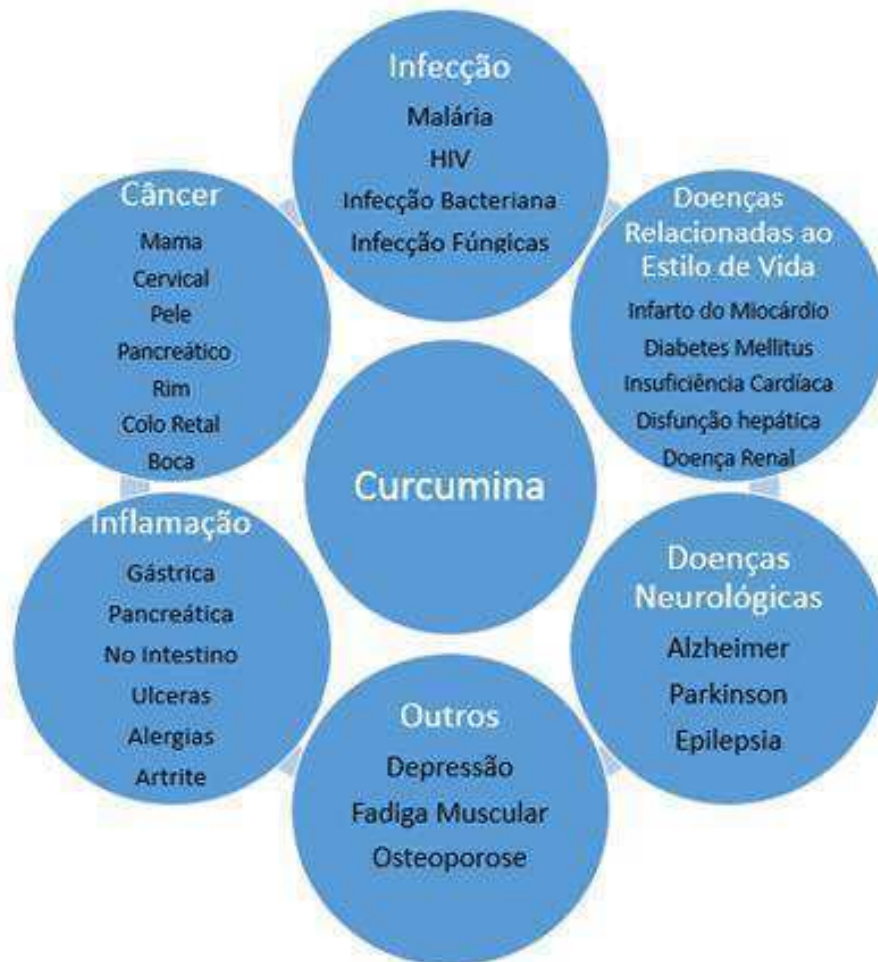 Infecção
Malária
HIV
Infecção Bacteriana
Infecção Fúngicas
Câncer
Mama
Cervical
Pele
Pancreático
Rim
Colo Retal
Boca
Doenças
Relacionadas ao
Estilo de Vida
Infarto do Miocárdio
Diabetes Mellitus
Insuficiência Cardíaca
Disfunção hepática
Doença Renal
Curcumina
Inflamação
Gástrica
Pancreática
No Intestino
Ulceras
Alergias
Artrite
Doenças
Neurológicas
Alzheimer
Parkinson
Epilepsia
Outros
Depressão
Fadiga Muscular
Osteoporose